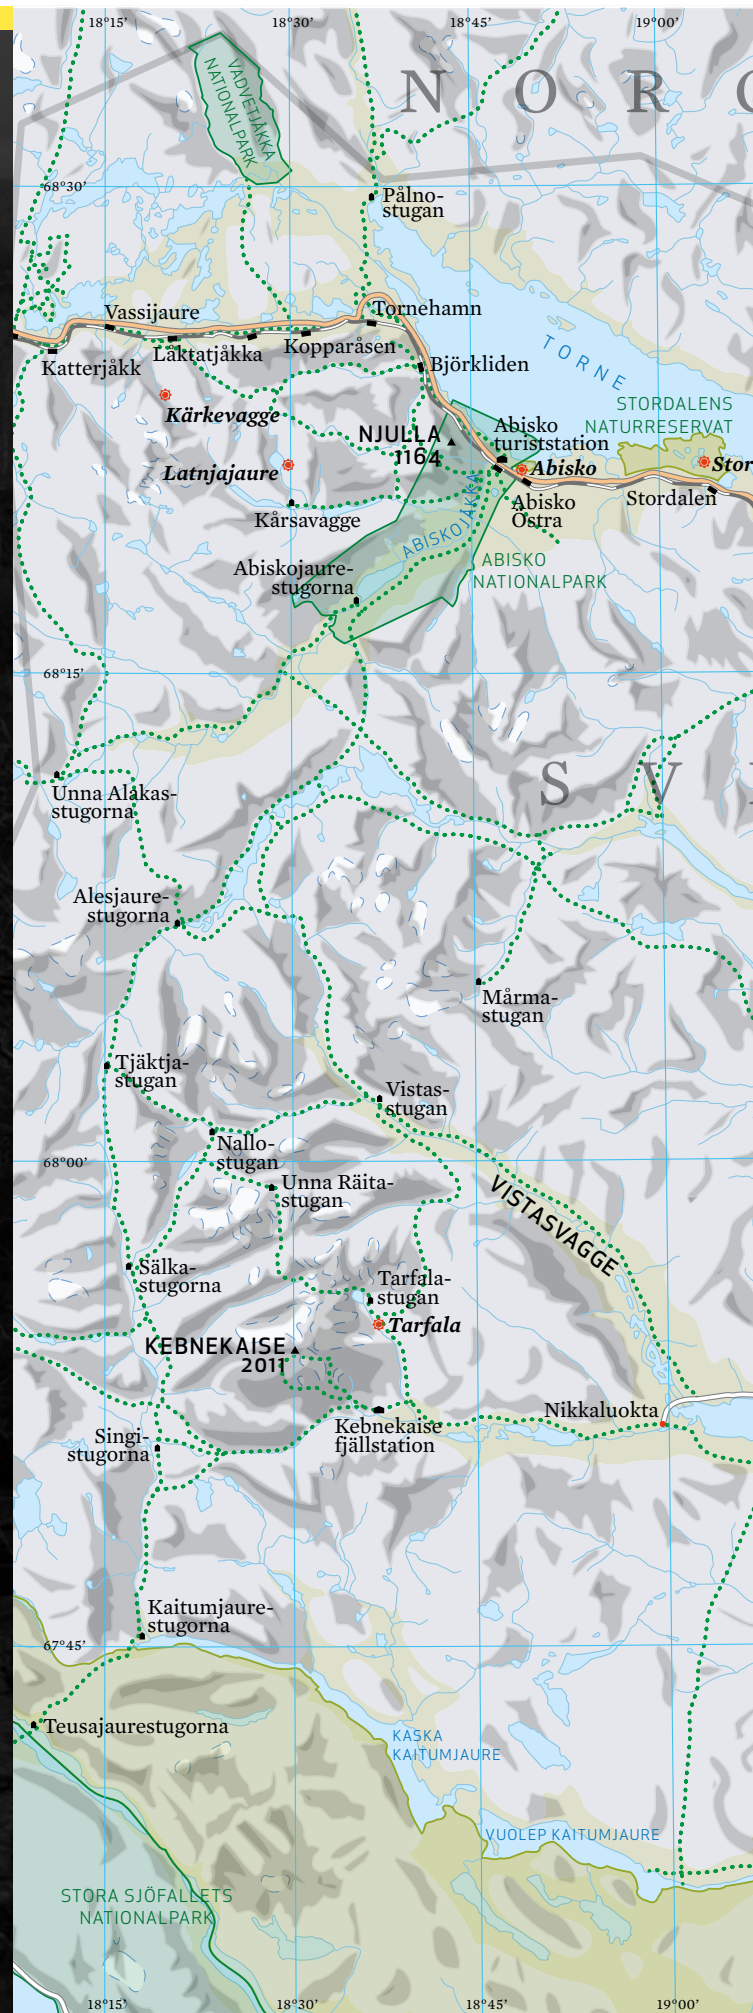 18°15’
18°30’
18°45’
19°00’
N O R
VADVETJÅKKA
NATIONALPARK
68°30’
Pålno-
stugan
Vassijaure
Tornehamn
Katterjåkk
Låktatjåkka
Kopparåsen
Björkliden
TORNE
Kärkevagge
STORDALENS
NATURRESERVAT
NJULLA
1164
Abisko
turiststation
Latnjajaure
Abisko
Stor
Kårsavagge
Abisko
Östra
Stordalen
ABISKOJÅKKA
Abiskojaure-
stugorna
ABISKO
NATIONALPARK
68°15’
S V
Unna Alakas-
stugorna
Alesjaure-
stugorna
Mårma-
stugan
Tjäktja-
stugan
Vistas-
stugan
Nallo-
stugan
68°00’
Unna Räita-
stugan
VISTASVAGGE
Sälka-
stugorna
Tarfala-
stugan
Tarfala
KEBNEKAISE
2011
Nikkaluokta
Kebnekaise
fjällstation
Singi-
stugorna
Kaitumjaure-
stugorna
67°45’
Teusajaurestugorna
KASKA
KAITUMJAURE
VUOLEP KAITUMJAURE
STORA SJÖFALLETS
NATIONALPARK
18°15’
18°30’
18°45’
19°00’